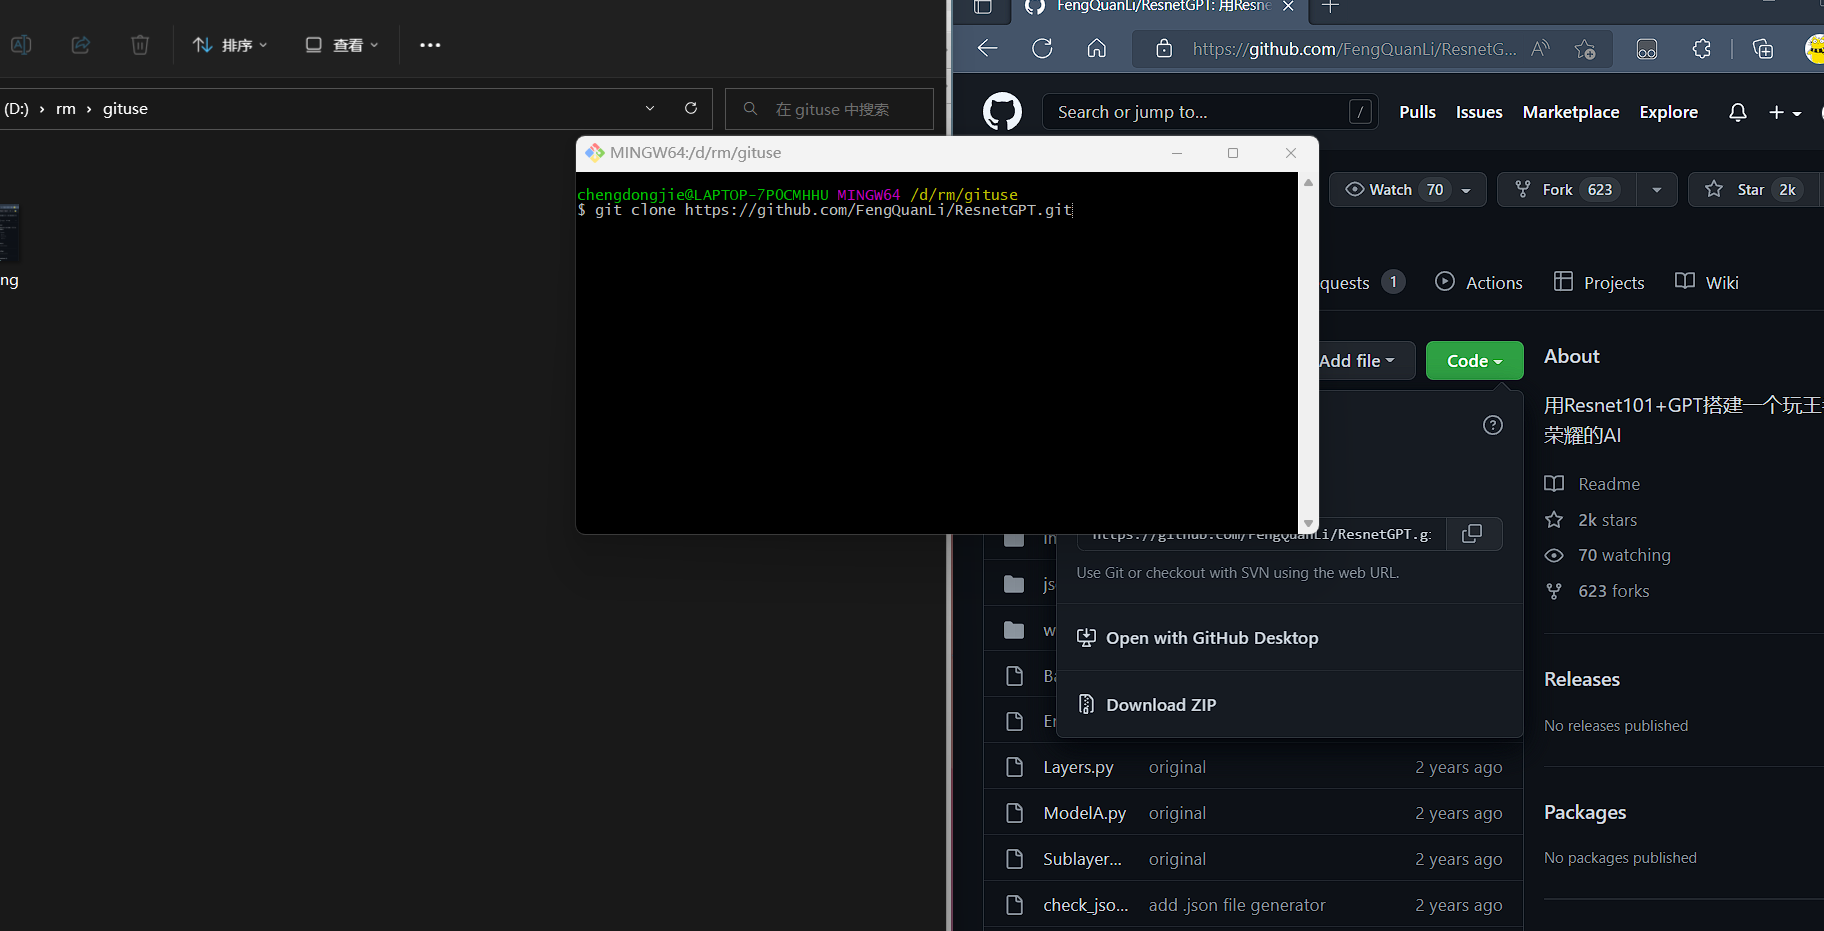 排序
查看
(D:) › rm › gituse
在 gituse 中搜索
ng
FengQuanLi/ResnetGPT: 用Resne
https://github.com/FengQuanLi/ResnetG...
Search or jump to...
/
Pulls
Issues
Marketplace
Explore
MINGW64:/d/rm/gituse
chengdongjie@LAPTOP-7POCMHHU MINGW64 /d/rm/gituse
$ git clone https://github.com/FengQuanLi/ResnetGPT.git
Watch 70
Fork 623
Star 2k
quests 1
Actions
Projects
Wiki
Add file
Code
https://github.com/FengQuanLi/ResnetGPT.gi
Use Git or checkout with SVN using the web URL.
Open with GitHub Desktop
Download ZIP
js
w
Ba
Layers.py original 2 years ago
ModelA.py original 2 years ago
Sublayer... original 2 years ago
check_jso... add .json file generator 2 years ago
About
用Resnet101+GPT搭建一个玩王
荣耀的AI
Readme
2k stars
70 watching
623 forks
Releases
No releases published
Packages
No packages published